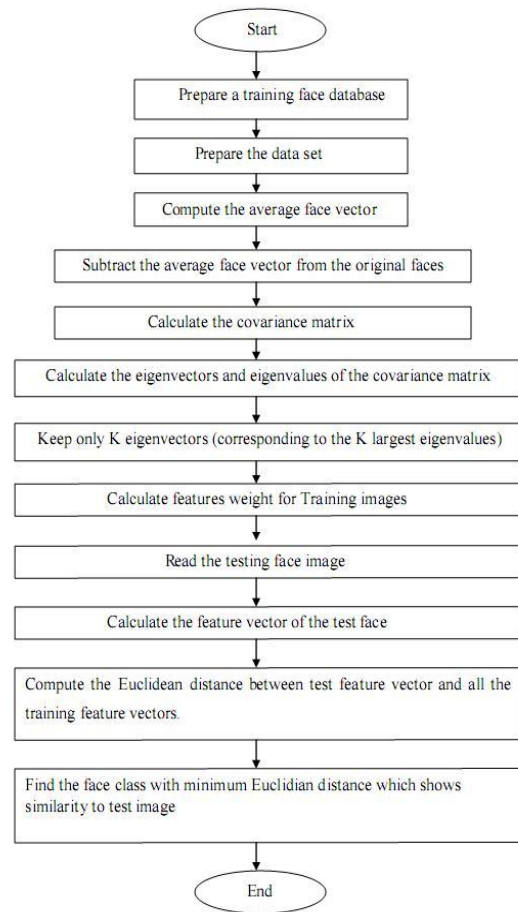 Start
Prepare a training face database
Prepare the data set
Compute the average face vector
Subtract the average face vector from the original faces
Calculate the covariance matrix
Calculate the eigenvectors and eigenvalues of the covariance matrix
Keep only K eigenvectors (corresponding to the K largest eigenvalues)
Calculate features weight for Training images
Read the testing face image
Calculate the feature vector of the test face
Compute the Euclidean distance between test feature vector and all the
training feature vectors.
Find the face class with minimum Euclidian distance which shows
similarity to test image
End